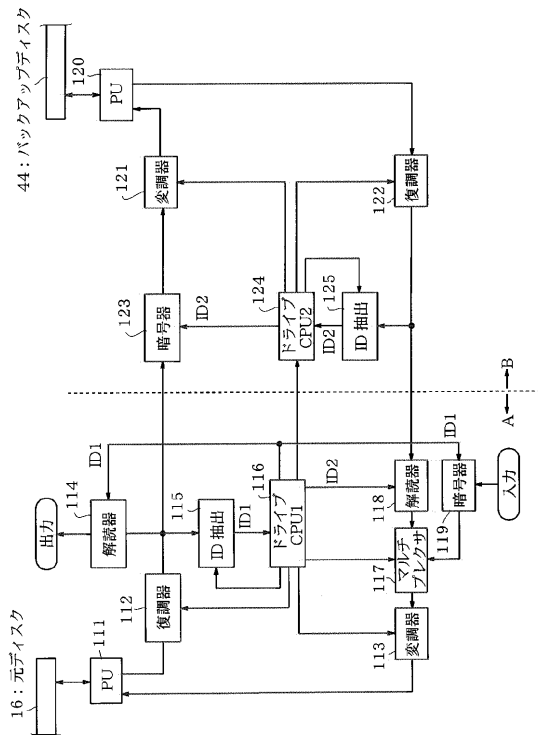 16：元ディスク
PU
111
復調器
112
出力
解読器
114
ID1
ID 抽出
115
ID1
ドライブ
CPU1
116
ID2
変調器
113
マルチ
プレクサ
117
解読器
118
暗号器
119
ID1
入力
A
B
44：バックアップディスク
PU
120
変調器
121
暗号器
123
ID2
ドライブ
CPU2
124
ID2
ID 抽出
125
復調器
122